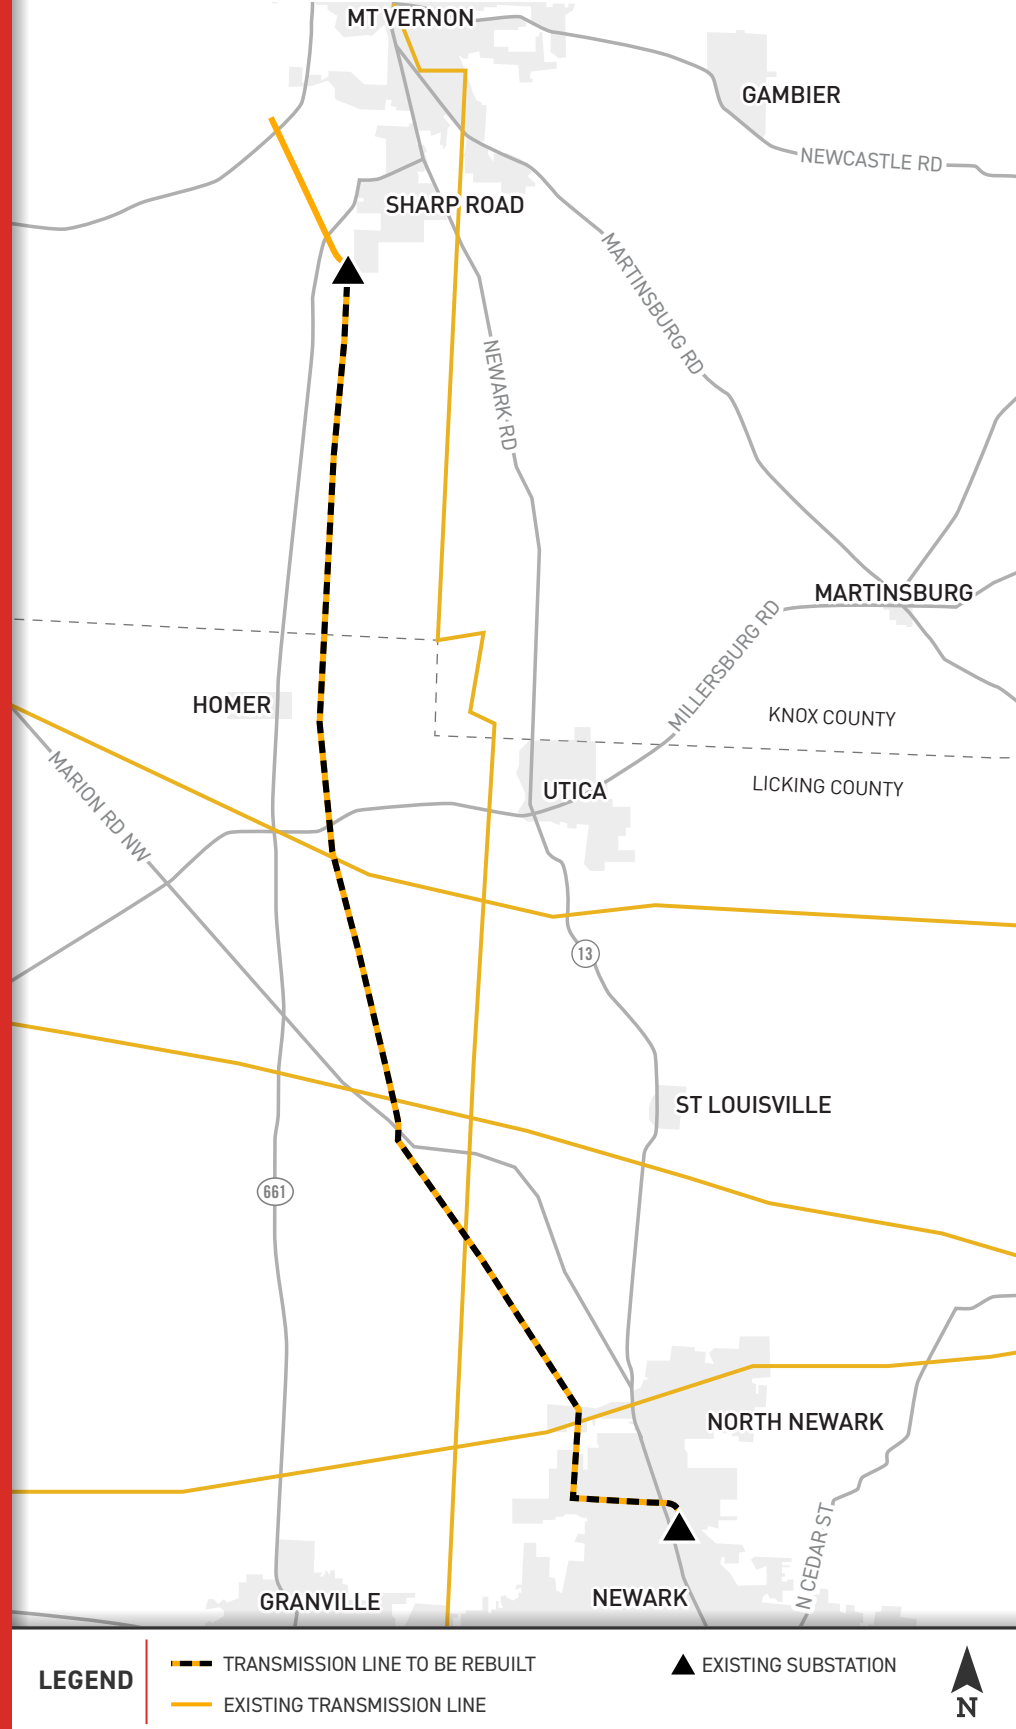 MT VERNON
GAMBIER
NEWCASTLE RD
SHARP ROAD
MARTINSBURG RD
NEWARK RD
MARTINSBURG
MILLERSBURG RD
HOMER
KNOX COUNTY
MARION RD NW
LICKING COUNTY
UTICA
13
ST LOUISVILLE
661
NORTH NEWARK
N CEDAR ST
NEWARK
GRANVILLE
LEGEND
TRANSMISSION LINE TO BE REBUILT
EXISTING TRANSMISSION LINE
EXISTING SUBSTATION
N